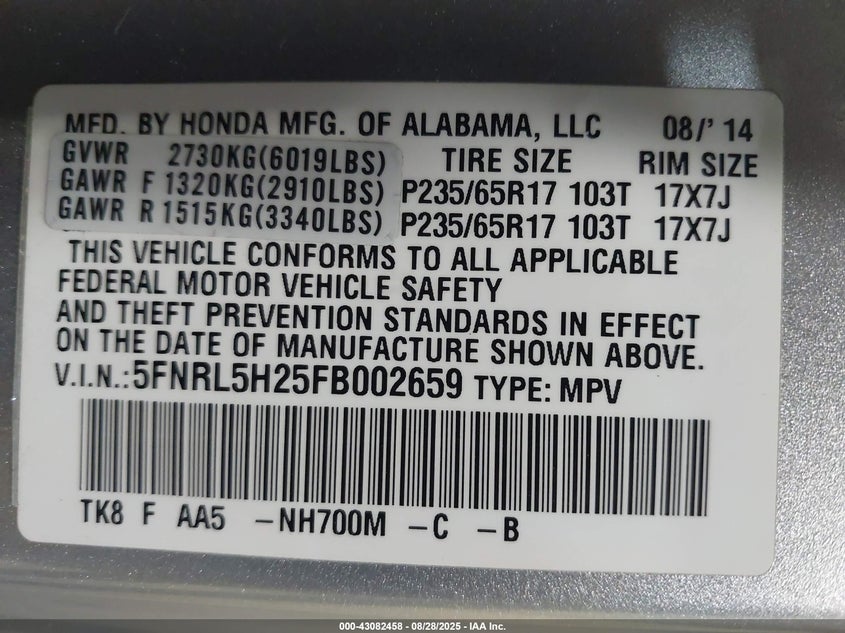 MFD. BY HONDA MFG. OF ALABAMA, LLC 08/' 14
GVWR 2730KG(6019LBS) TIRE SIZE RIM SIZE
GAWR F 1320KG(2910LBS) P235/65R17 103T 17X7J
GAWR R 1515KG(3340LBS) P235/65R17 103T 17X7J
THIS VEHICLE CONFORMS TO ALL APPLICABLE
FEDERAL MOTOR VEHICLE SAFETY
AND THEFT PREVENTION STANDARDS IN EFFECT
ON THE DATE OF MANUFACTURE SHOWN ABOVE.
V.I.N.:5FNRL5H25FB002659 TYPE: MPV
TK8 F AA5 -NH700M -C -B
000-43082458 - 08/28/2025 - IAA Inc.